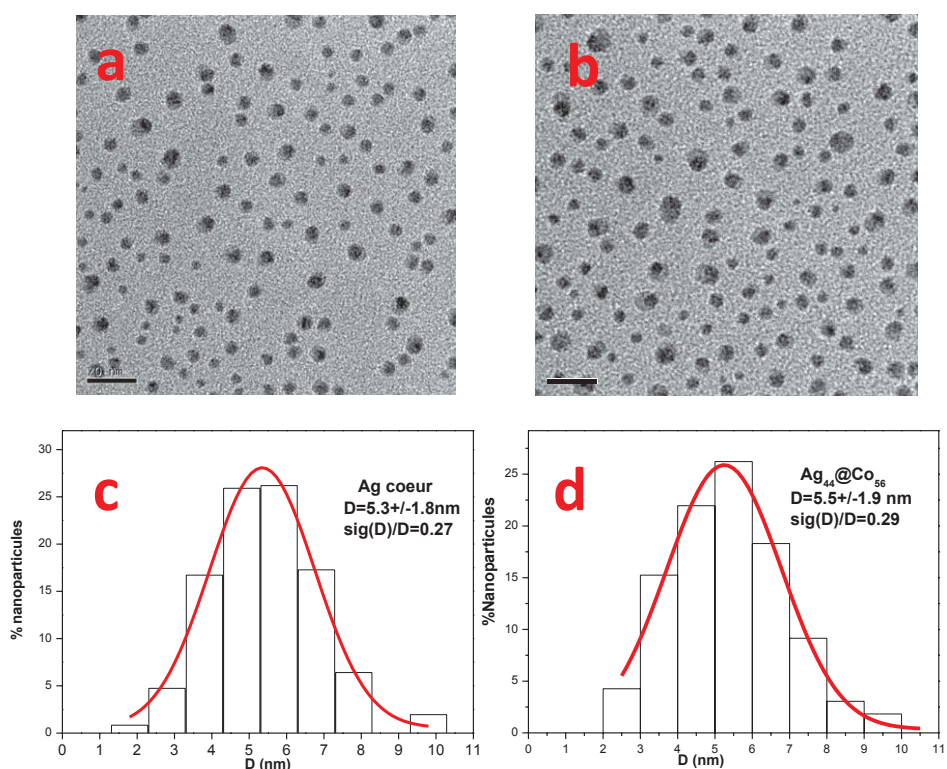 a
b
20 nm
c
% nanoparticules
30
25
20
15
10
5
0
Ag coeur
D=5.3+/-1.8nm
sig(D)/D=0.27
0 1 2 3 4 5 6 7 8 9 10 11
D (nm)
d
%Nanoparticules
25
20
15
10
5
0
Ag₄₄@Co₅₆
D=5.5+/-1.9 nm
sig(D)/D=0.29
0 1 2 3 4 5 6 7 8 9 10 11
D (nm)